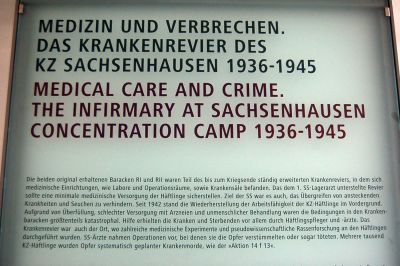 MEDIZIN UND VERBRECHEN.
DAS KRANKENREVIER DES
KZ SACHSENHAUSEN 1936-1945
MEDICAL CARE AND CRIME.
THE INFIRMARY AT SACHSENHAUSEN
CONCENTRATION CAMP 1936-1945
Die beiden original erhaltenen Baracken RI und RII waren Teil des bis zum Kriegsende ständig erweiterten Krankenreviers, in dem sich
medizinische Einrichtungen, wie Labore und Operationsräume, sowie Krankensäle befanden. Das dem 1. SS-Lagerarzt unterstellte Revier
sollte eine minimale medizinische Versorgung der Häftlinge sicherstellen. Ziel der SS war es auch, das Übergreifen von ansteckenden
Krankheiten und Seuchen zu verhindern. Seit 1942 stand die Wiederherstellung der Arbeitsfähigkeit der KZ-Häftlinge im Vordergrund.
Aufgrund von Überfüllung, schlechter Versorgung mit Arzneien und unmenschlicher Behandlung waren die Bedingungen in den Kranken-
baracken größtenteils katastrophal. Hilfe erhielten die Kranken und Sterbenden vor allem durch Häftlingspfleger und -ärzte. Das
Krankenrevier war auch der Ort, wo zahlreiche medizinische Experimente und pseudowissenschaftliche Rassenforschung an den Häftlingen
durchgeführt wurden. SS-Ärzte nahmen Operationen vor, bei denen sie die Opfer verstümmelten oder sogar töteten. Mehrere tausend
KZ-Häftlinge wurden Opfer systematisch geplanter Krankenmorde, wie der »Aktion 14 f 13«.